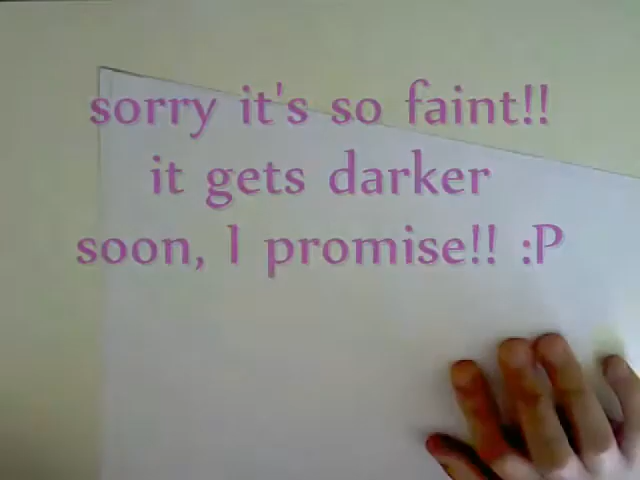 sorry it's so faint!!
it gets darker
soon, I promise!! :P